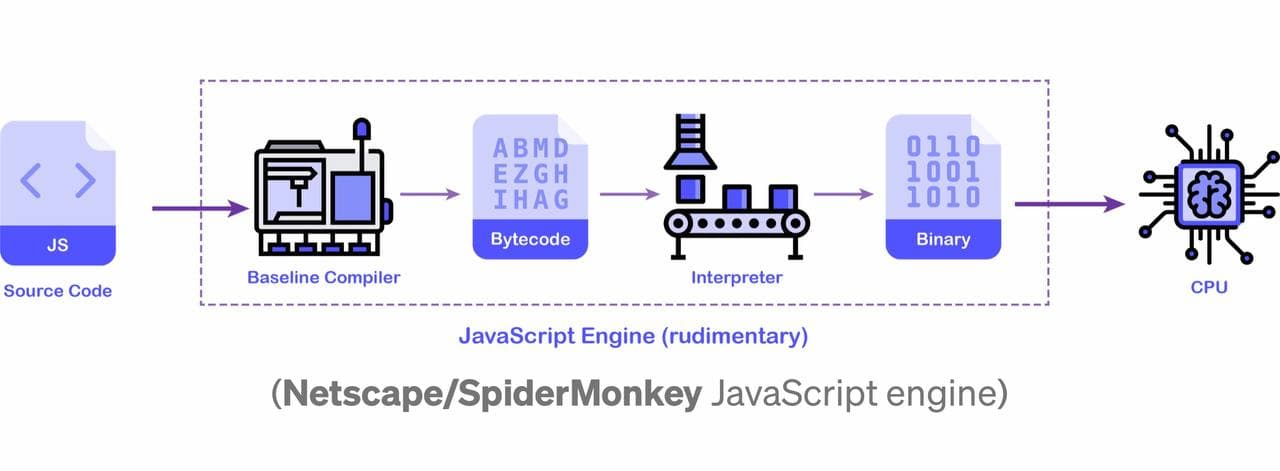 JS
Source Code
Baseline Compiler
ABMD
EZGH
IHAG
Bytecode
Interpreter
0110
1001
1010
Binary
CPU
JavaScript Engine (rudimentary)
(Netscape/SpiderMonkey JavaScript engine)